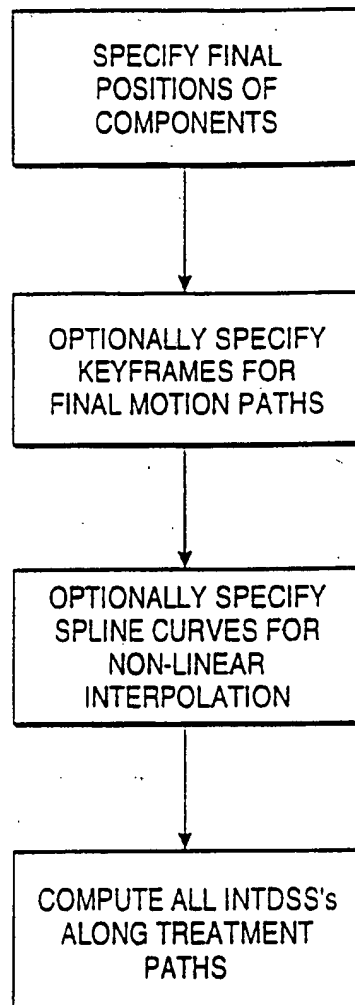 SPECIFY FINAL
POSITIONS OF
COMPONENTS
OPTIONALLY SPECIFY
KEYFRAMES FOR
FINAL MOTION PATHS
OPTIONALLY SPECIFY
SPLINE CURVES FOR
NON-LINEAR
INTERPOLATION
COMPUTE ALL INTDSS's
ALONG TREATMENT
PATHS